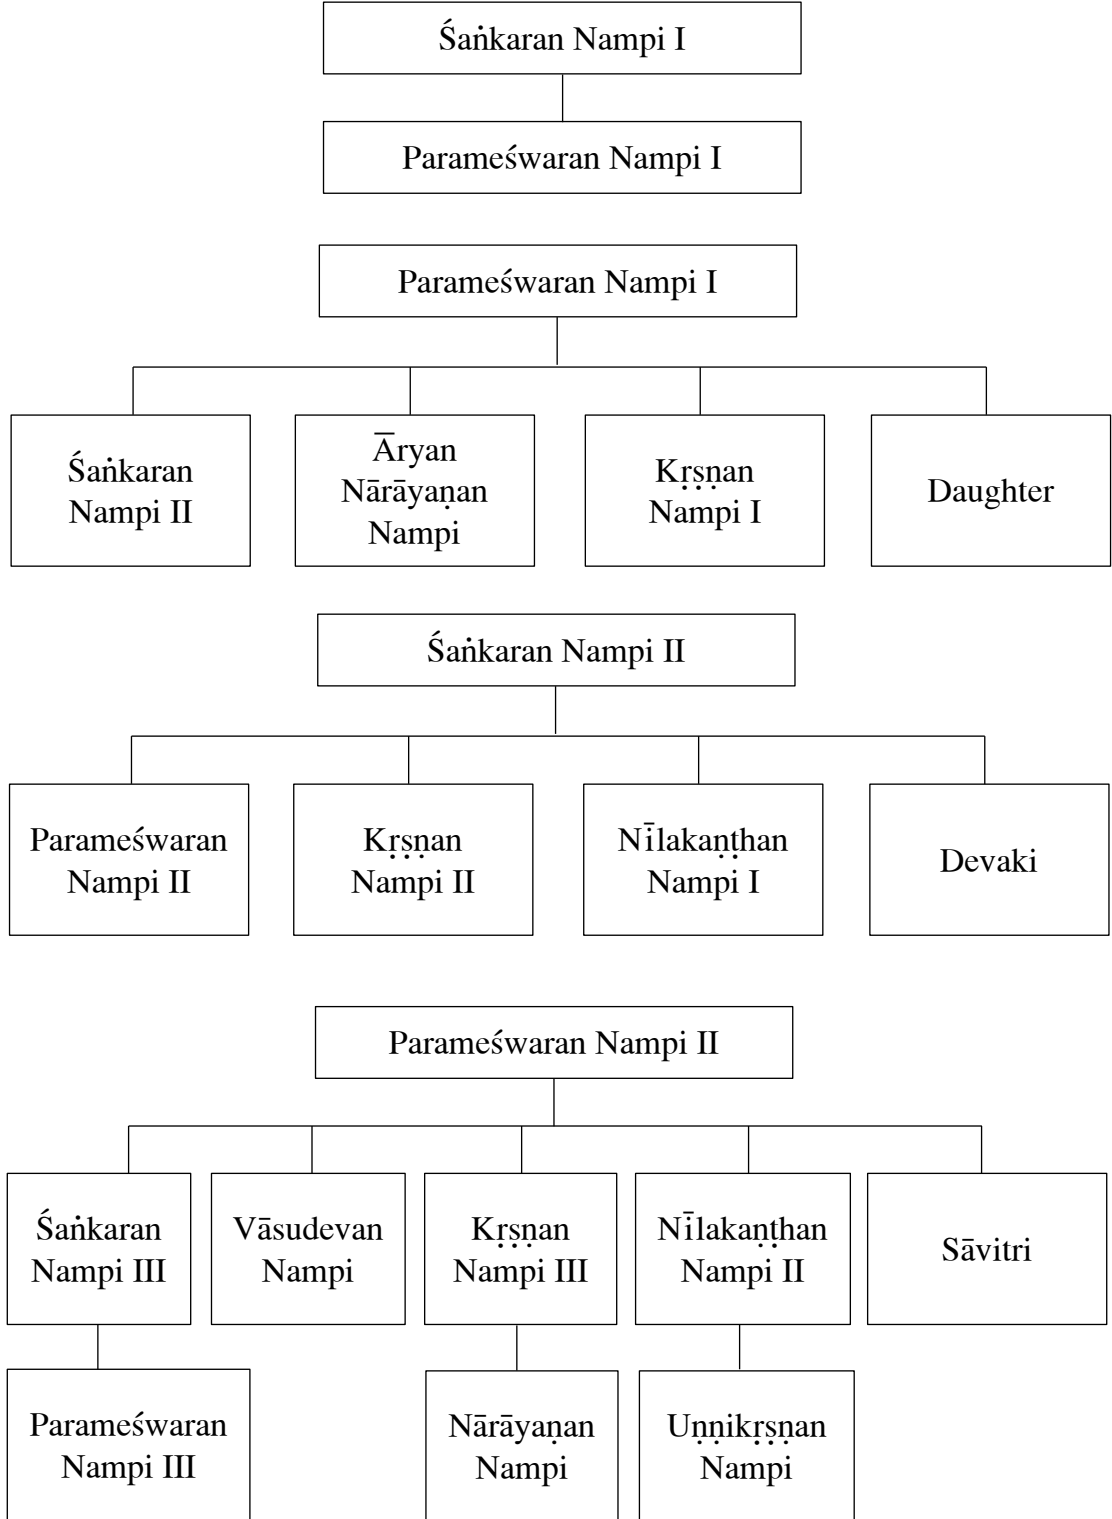 Śaṅkaran Nampi I
Parameśwaran Nampi I
Parameśwaran Nampi I
Śaṅkaran
Nampi II
Āryan
Nārāyaṇan
Nampi
Kṛṣṇan
Nampi I
Daughter
Śaṅkaran Nampi II
Parameśwaran
Nampi II
Kṛṣṇan
Nampi II
Nīlakaṇṭhan
Nampi I
Devaki
Parameśwaran Nampi II
Śaṅkaran
Nampi III
Vāsudevan
Nampi
Kṛṣṇan
Nampi III
Nīlakaṇṭhan
Nampi II
Sāvitri
Parameśwaran
Nampi III
Nārāyaṇan
Nampi
Uṇṇikṛṣṇan
Nampi